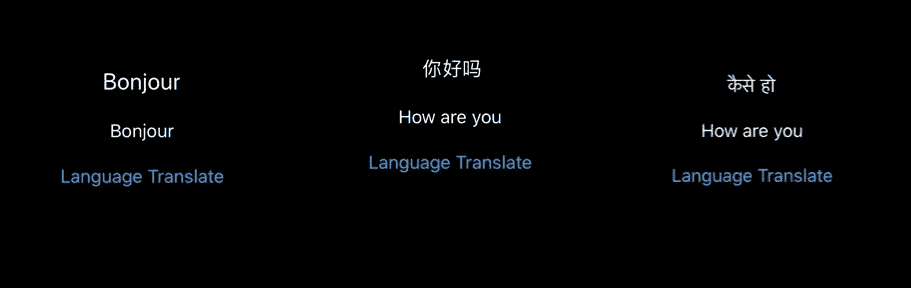 Bonjour
Bonjour
Language Translate
你好吗
How are you
Language Translate
कैसे हो
How are you
Language Translate